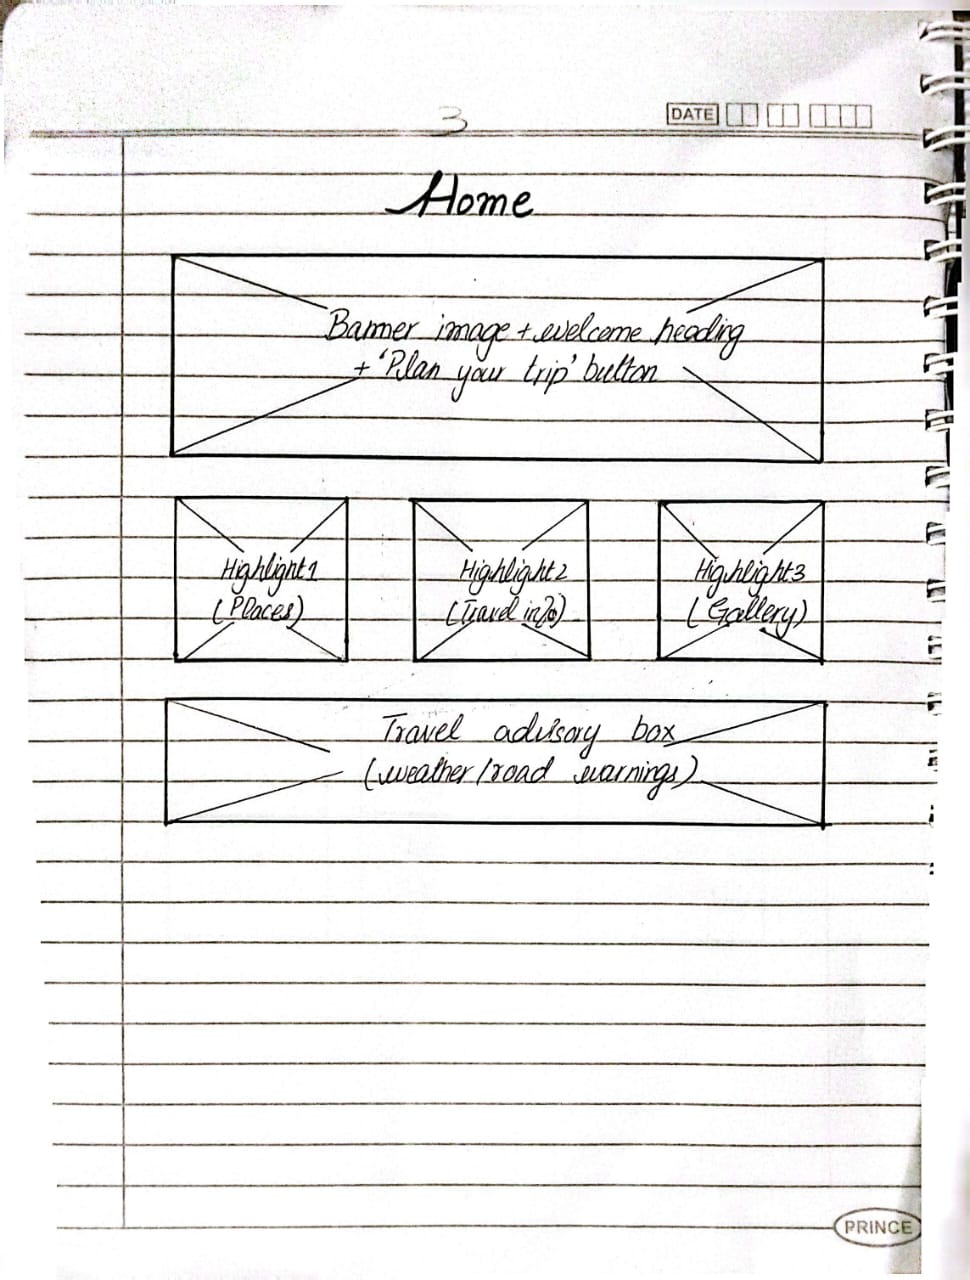 3
DATE
Home
Banner image + welcome heading
+ 'Plan your trip' button
Highlight 1
(Places)
Highlight 2
(Travel info)
Highlight 3
(Gallery)
Travel advisory box
(weather/road warnings)
PRINCE